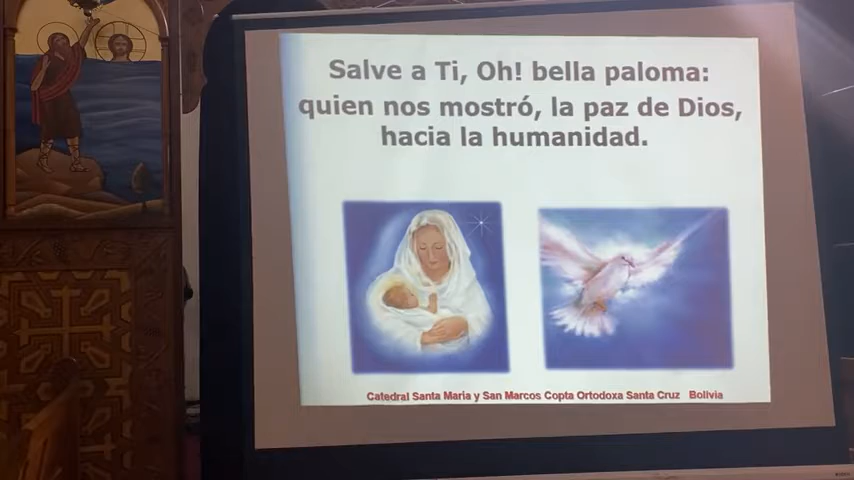 Salve a Ti, Oh! bella paloma:
quien nos mostró, la paz de Dios,
hacia la humanidad.
Catedral Santa Maria y San Marcos Copta Ortodoxa Santa Cruz Bolivia